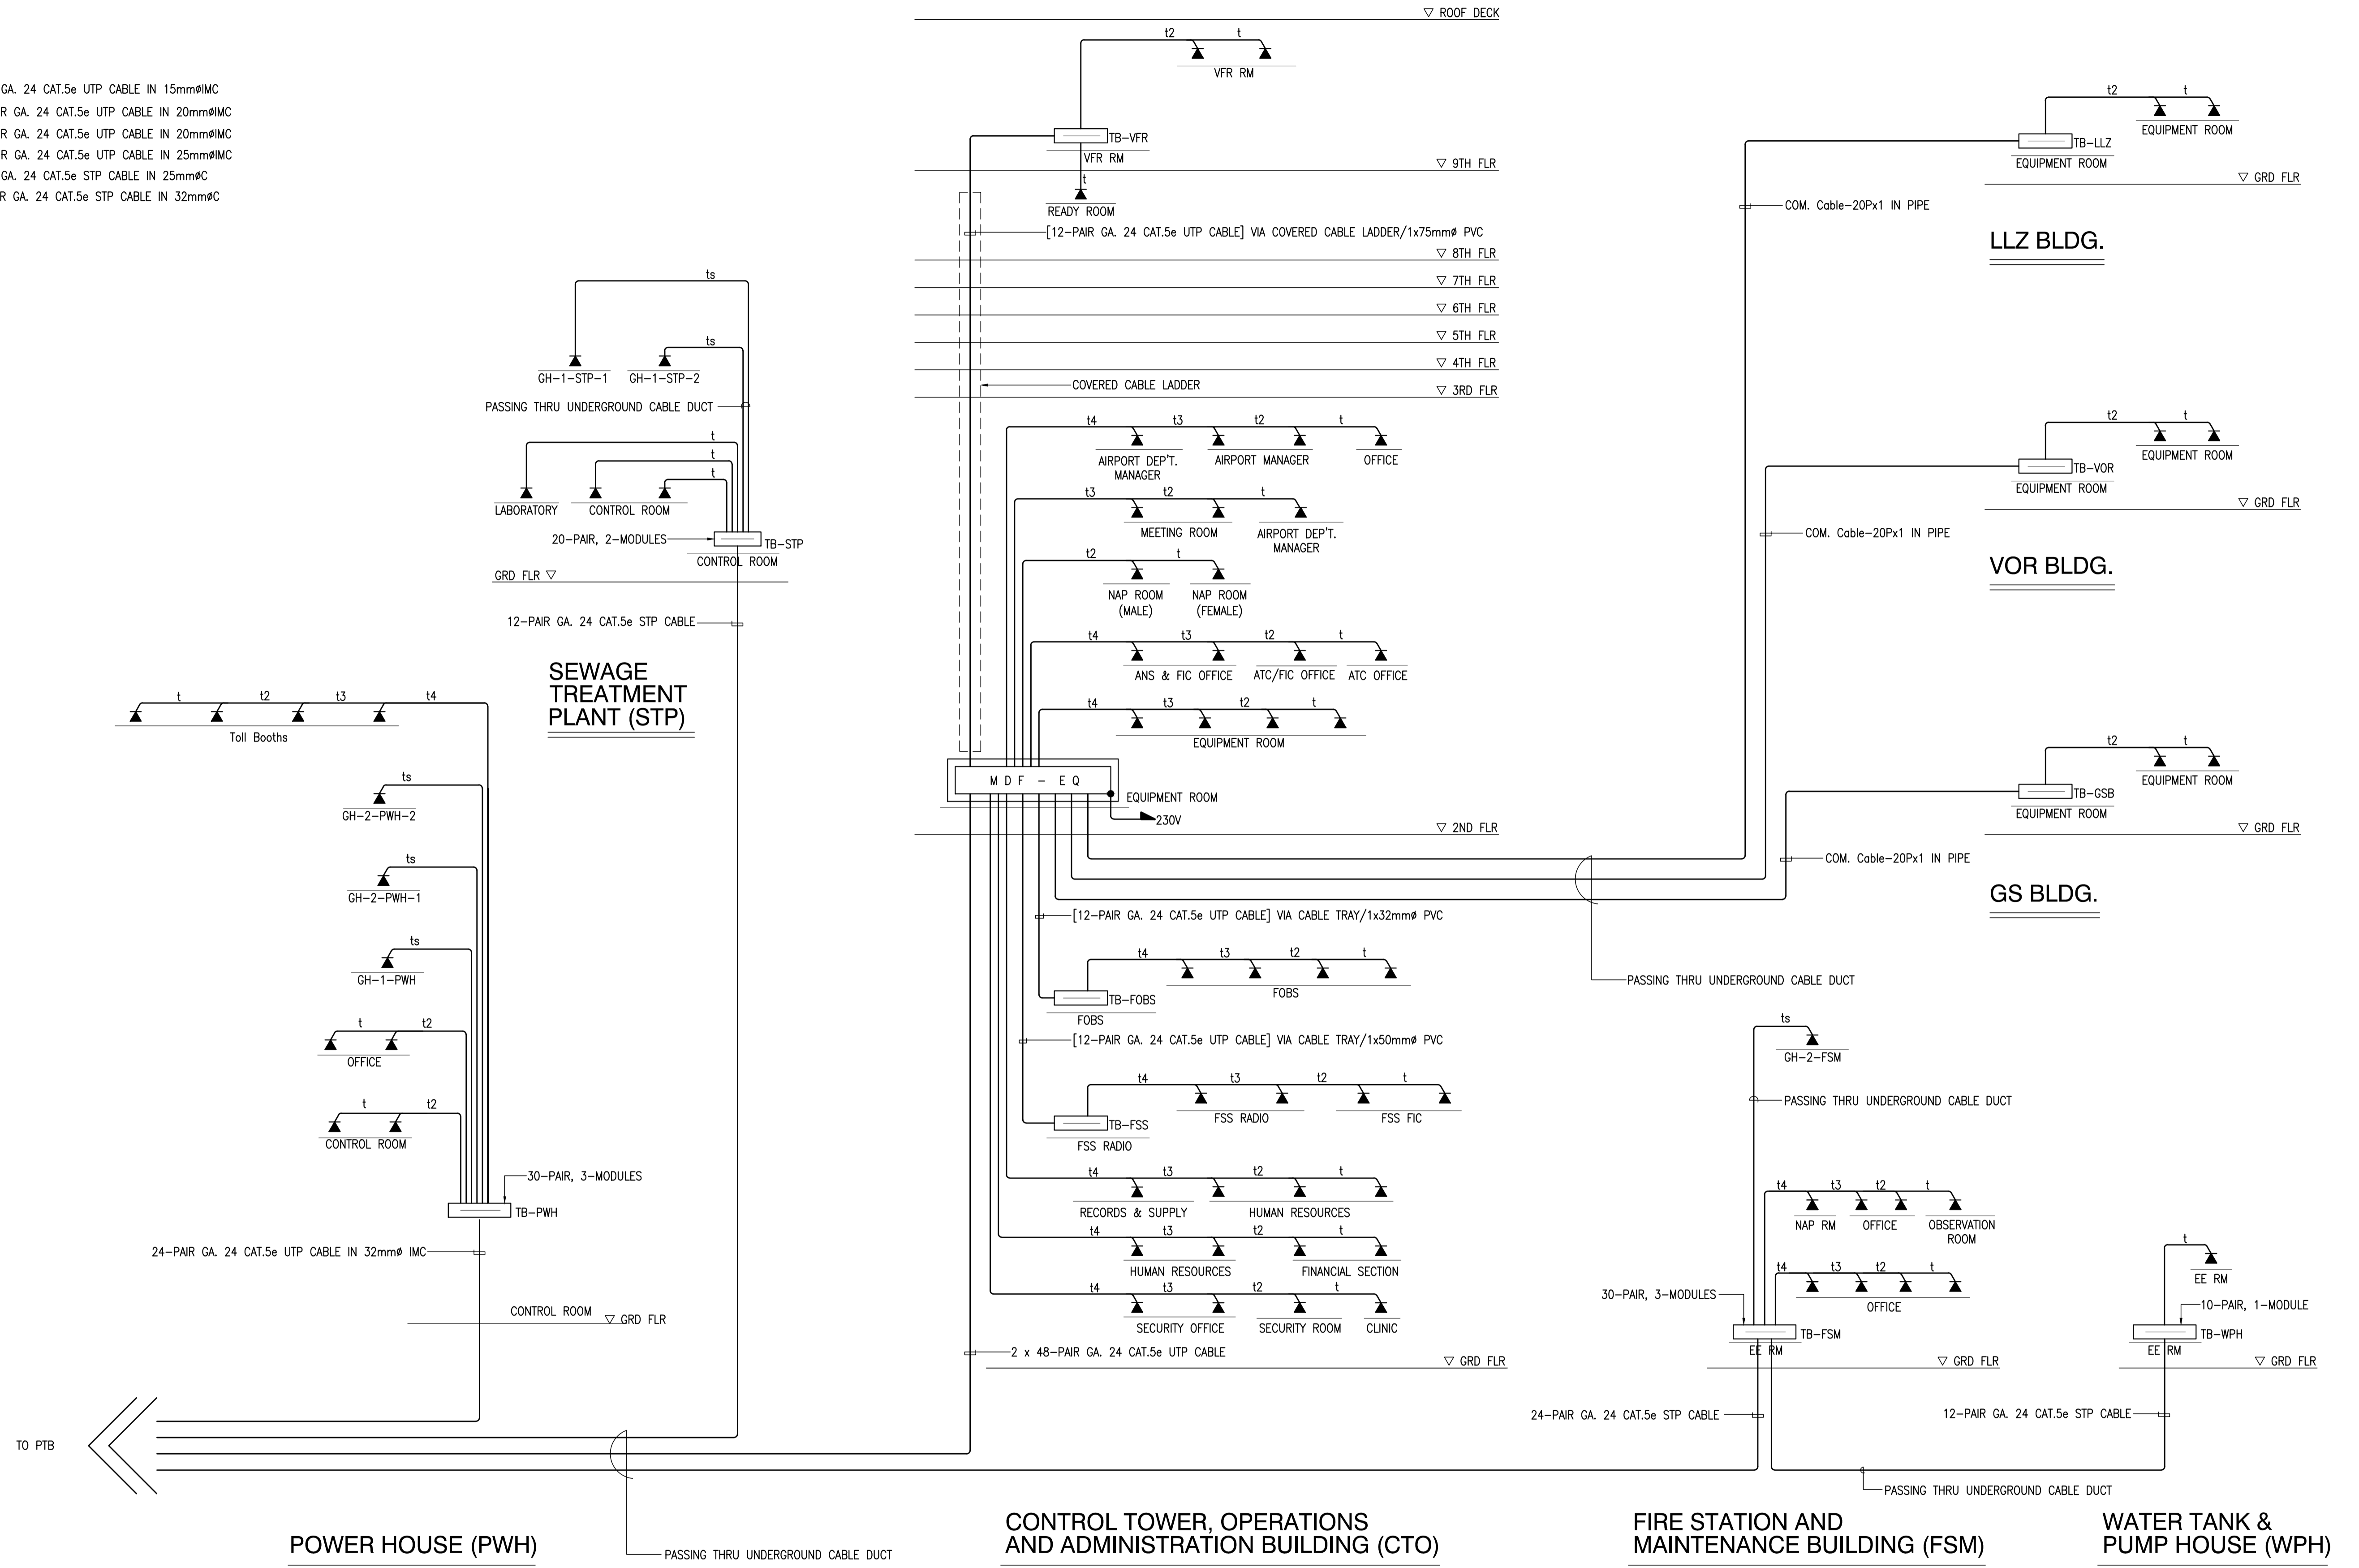 GA. 24 CAT.5e UTP CABLE IN 15mmøIMC
R GA. 24 CAT.5e UTP CABLE IN 20mmøIMC
R GA. 24 CAT.5e UTP CABLE IN 20mmøIMC
R GA. 24 CAT.5e UTP CABLE IN 25mmøIMC
GA. 24 CAT.5e STP CABLE IN 25mmøC
R GA. 24 CAT.5e STP CABLE IN 32mmøC
ts
ts
GH-1-STP-1
GH-1-STP-2
PASSING THRU UNDERGROUND CABLE DUCT
t
t
t
LABORATORY
CONTROL ROOM
20-PAIR, 2-MODULES
TB-STP
CONTROL ROOM
GRD FLR
12-PAIR GA. 24 CAT.5e STP CABLE
SEWAGE
TREATMENT
PLANT (STP)
t t2 t3 t4
Toll Booths
ts
GH-2-PWH-2
ts
GH-2-PWH-1
ts
GH-1-PWH
t t2
OFFICE
t t2
CONTROL ROOM
30-PAIR, 3-MODULES
TB-PWH
24-PAIR GA. 24 CAT.5e UTP CABLE IN 32mmø IMC
CONTROL ROOM
GRD FLR
TO PTB
POWER HOUSE (PWH)
PASSING THRU UNDERGROUND CABLE DUCT
ROOF DECK
t2 t
VFR RM
TB-VFR
VFR RM
9TH FLR
t
READY ROOM
[12-PAIR GA. 24 CAT.5e UTP CABLE] VIA COVERED CABLE LADDER/1x75mmø PVC
8TH FLR
7TH FLR
6TH FLR
5TH FLR
4TH FLR
COVERED CABLE LADDER
3RD FLR
t4 t3 t2 t
AIRPORT DEP'T.
MANAGER
AIRPORT MANAGER
OFFICE
t3 t2 t
MEETING ROOM
AIRPORT DEP'T.
MANAGER
t2 t
NAP ROOM
(MALE)
NAP ROOM
(FEMALE)
t4 t3 t2 t
ANS & FIC OFFICE
ATC/FIC OFFICE
ATC OFFICE
t4 t3 t2 t
EQUIPMENT ROOM
MDF - EQ
EQUIPMENT ROOM
230V
2ND FLR
[12-PAIR GA. 24 CAT.5e UTP CABLE] VIA CABLE TRAY/1x32mmø PVC
t4 t3 t2 t
FOBS
TB-FOBS
FOBS
[12-PAIR GA. 24 CAT.5e UTP CABLE] VIA CABLE TRAY/1x50mmø PVC
t4 t3 t2 t
FSS RADIO
FSS FIC
TB-FSS
FSS RADIO
t4 t3 t2 t
RECORDS & SUPPLY
HUMAN RESOURCES
t4 t3 t2 t
HUMAN RESOURCES
FINANCIAL SECTION
t4 t3 t2 t
SECURITY OFFICE
SECURITY ROOM
CLINIC
2 x 48-PAIR GA. 24 CAT.5e UTP CABLE
GRD FLR
CONTROL TOWER, OPERATIONS
AND ADMINISTRATION BUILDING (CTO)
t2 t
EQUIPMENT ROOM
TB-LLZ
EQUIPMENT ROOM
GRD FLR
COM. Cable-20Px1 IN PIPE
LLZ BLDG.
t2 t
EQUIPMENT ROOM
TB-VOR
EQUIPMENT ROOM
GRD FLR
COM. Cable-20Px1 IN PIPE
VOR BLDG.
t2 t
EQUIPMENT ROOM
TB-GSB
EQUIPMENT ROOM
GRD FLR
COM. Cable-20Px1 IN PIPE
GS BLDG.
PASSING THRU UNDERGROUND CABLE DUCT
ts
GH-2-FSM
PASSING THRU UNDERGROUND CABLE DUCT
t4 t3 t2 t
NAP RM
OFFICE
OBSERVATION
ROOM
t4 t3 t2 t
OFFICE
30-PAIR, 3-MODULES
TB-FSM
EE RM
GRD FLR
24-PAIR GA. 24 CAT.5e STP CABLE
FIRE STATION AND
MAINTENANCE BUILDING (FSM)
t
EE RM
10-PAIR, 1-MODULE
TB-WPH
EE RM
GRD FLR
12-PAIR GA. 24 CAT.5e STP CABLE
PASSING THRU UNDERGROUND CABLE DUCT
WATER TANK &
PUMP HOUSE (WPH)